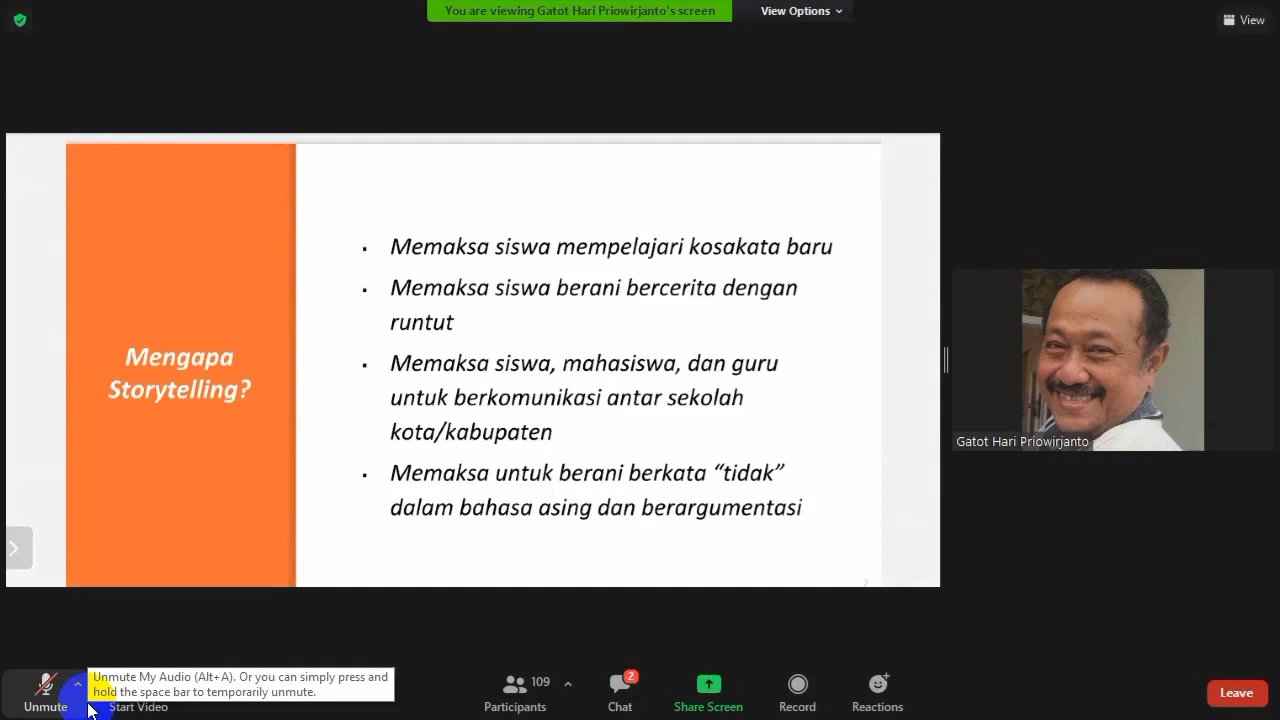 You are viewing Gatot Hari Priowirjanto's screen
View Options
View
Mengapa
Storytelling?
▪ Memaksa siswa mempelajari kosakata baru
▪ Memaksa siswa berani bercerita dengan
runtut
▪ Memaksa siswa, mahasiswa, dan guru
untuk berkomunikasi antar sekolah
kota/kabupaten
▪ Memaksa untuk berani berkata “tidak”
dalam bahasa asing dan berargumentasi
7
Gatot Hari Priowirjanto
Unmute My Audio (Alt+A). Or you can simply press and
hold the space bar to temporarily unmute.
Unmute
Start Video
109
Participants
2
Chat
Share Screen
Record
Reactions
Leave